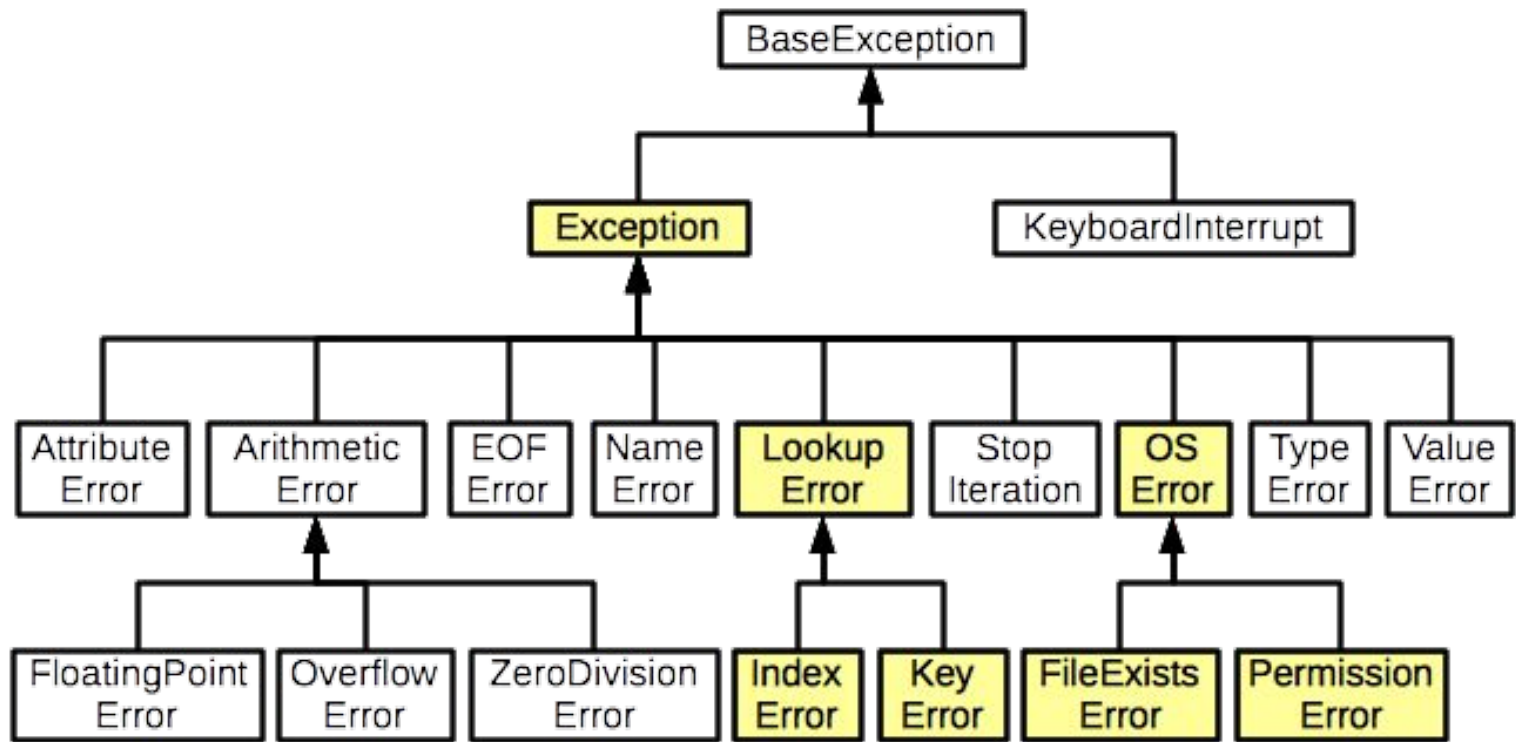 BaseException
Exception
KeyboardInterrupt
Attribute
Error
Arithmetic
Error
EOF
Error
Name
Error
Lookup
Error
Stop
Iteration
OS
Error
Type
Error
Value
Error
FloatingPoint
Error
Overflow
Error
ZeroDivision
Error
Index
Error
Key
Error
FileExists
Error
Permission
Error